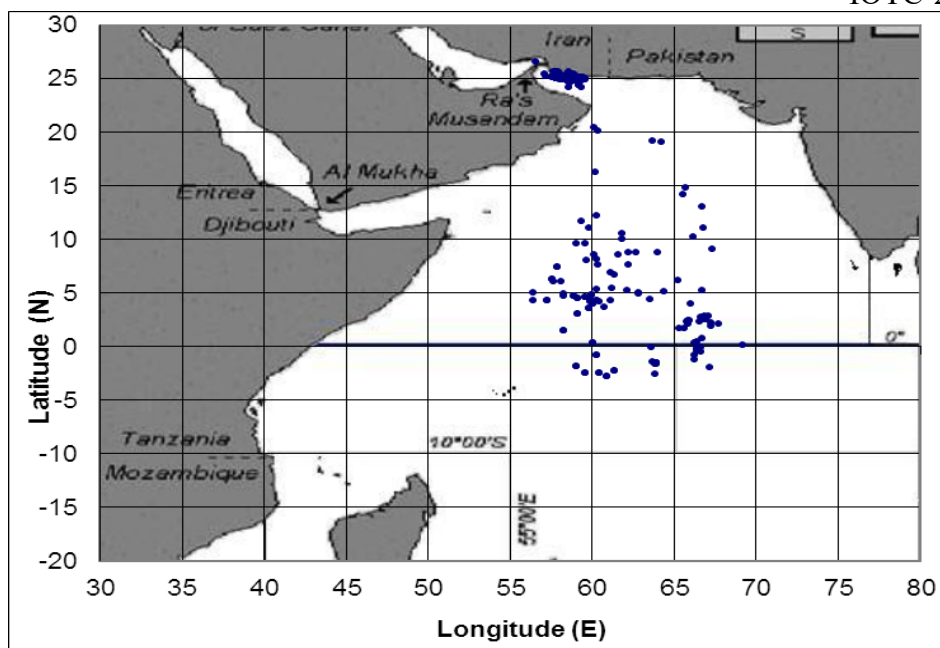 Iran
Pakistan
S
Ra's
Musandam
Al Mukha
Eritrea
Djibouti
0°
Tanzania
Mozambique
10°00'S
55°00'E
30
25
20
15
10
5
0
-5
-10
-15
-20
Latitude (N)
30 35 40 45 50 55 60 65 70 75 80
Longitude (E)